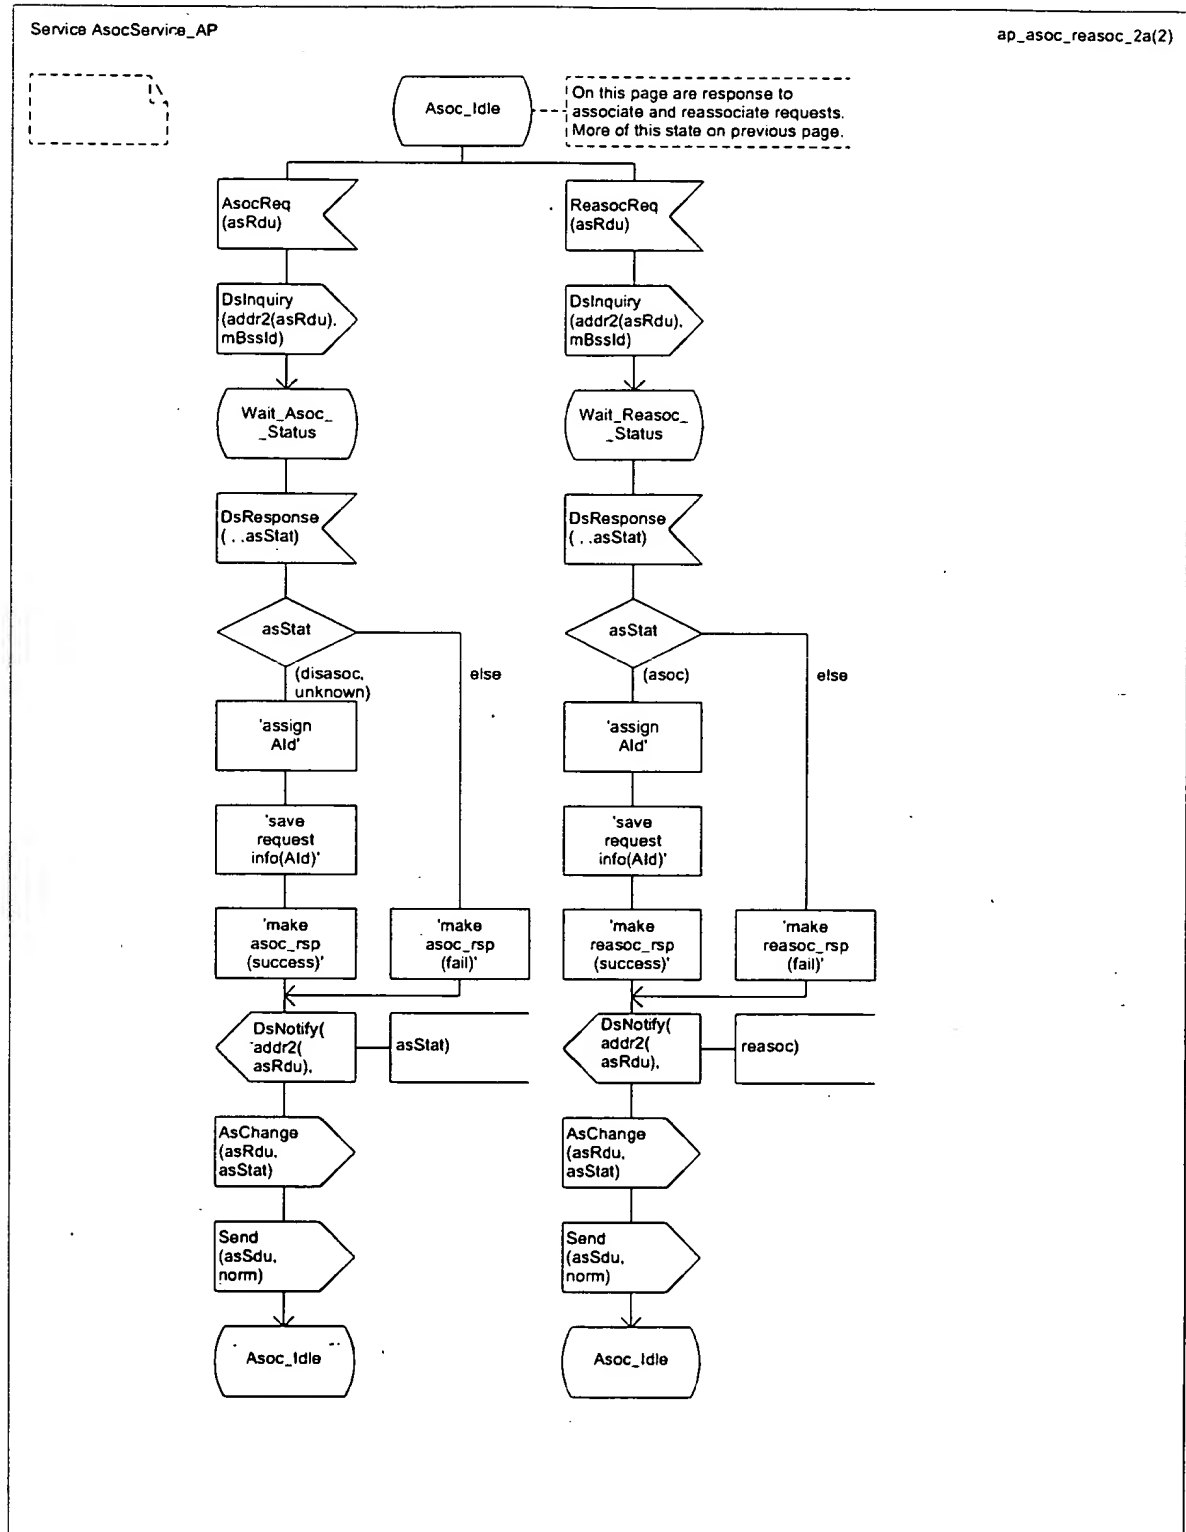 Service AsocService_AP
ap_asoc_reasoc_2a(2)
Asoc_Idle
On this page are response to
associate and reassociate requests.
More of this state on previous page.
AsocReq
(asRdu)
ReasocReq
(asRdu)
DsInquiry
(addr2(asRdu),
mBssId)
DsInquiry
(addr2(asRdu),
mBssId)
Wait_Asoc_
_Status
Wait_Reasoc_
_Status
DsResponse
( , ,asStat)
DsResponse
( , ,asStat)
asStat
asStat
(disasoc,
unknown)
else
(asoc)
else
'assign
AId'
'assign
AId'
'save
request
info(AId)'
'save
request
info(AId)'
'make
asoc_rsp
(success)'
'make
asoc_rsp
(fail)'
'make
reasoc_rsp
(success)'
'make
reasoc_rsp
(fail)'
DsNotify(
addr2(
asRdu),
asStat)
DsNotify(
addr2(
asRdu),
reasoc)
AsChange
(asRdu,
asStat)
AsChange
(asRdu,
asStat)
Send
(asSdu,
norm)
Send
(asSdu,
norm)
Asoc_Idle
Asoc_Idle